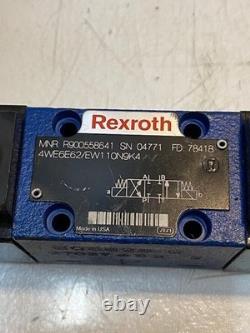 Rexroth
MNR R900558641 SN 04771 FD 78418
4WE6E62/EW110N9K4
A B
a b
P T
Made in USA